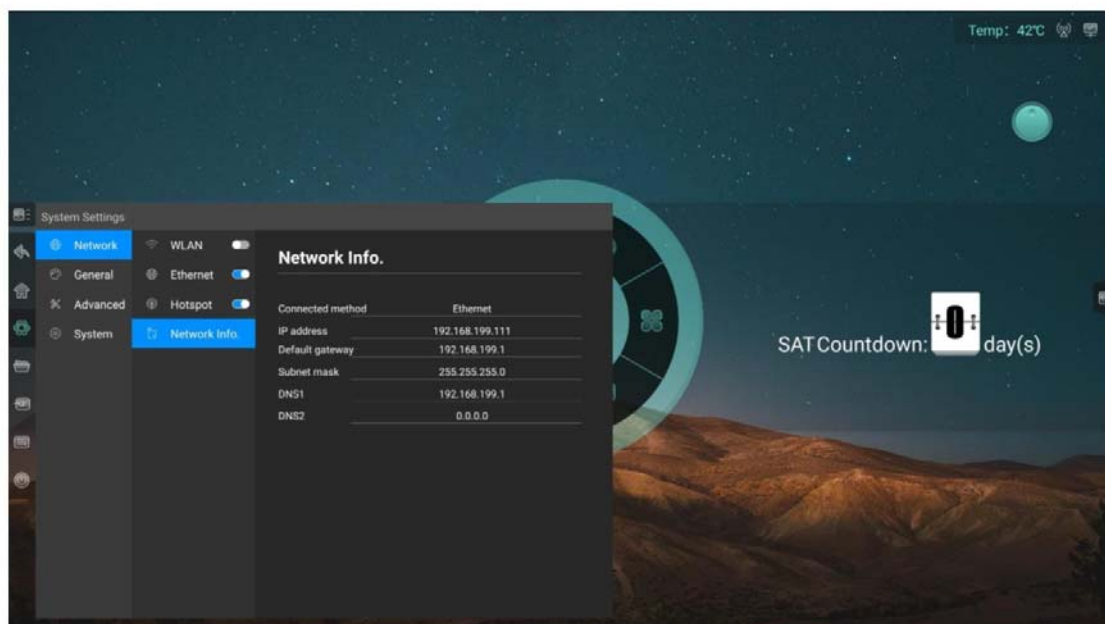 Temp: 42℃
System Settings
Network
General
Advanced
System
WLAN
Ethernet
Hotspot
Network Info.
Network Info.
Connected method Ethernet
IP address 192.168.199.111
Default gateway 192.168.199.1
Subnet mask 255.255.255.0
DNS1 192.168.199.1
DNS2 0.0.0.0
SAT Countdown: 0 day(s)